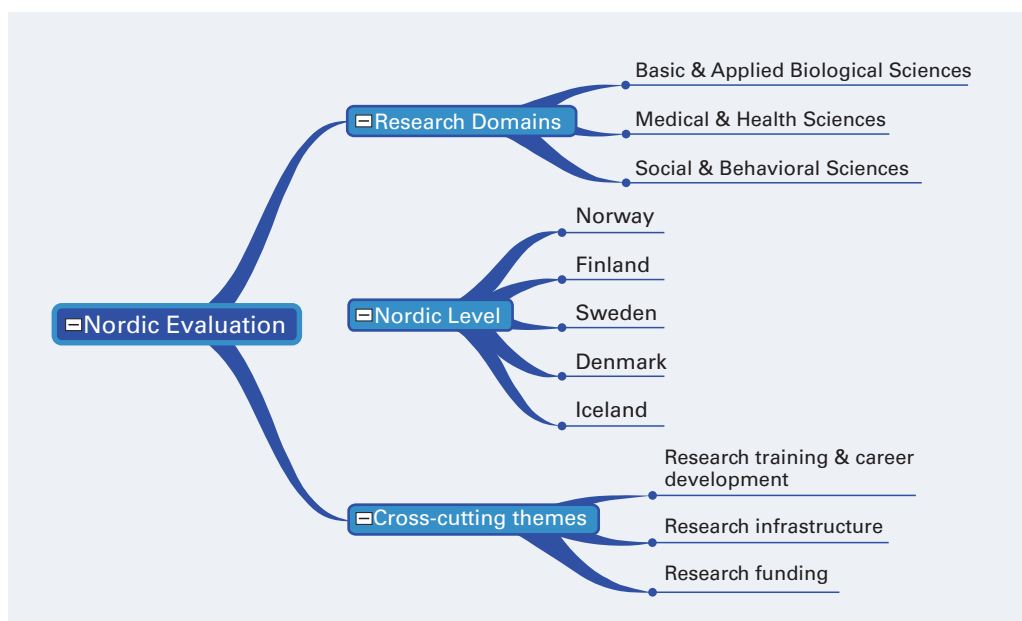 Nordic Evaluation
Research Domains
Basic & Applied Biological Sciences
Medical & Health Sciences
Social & Behavioral Sciences
Nordic Level
Norway
Finland
Sweden
Denmark
Iceland
Cross-cutting themes
Research training & career
development
Research infrastructure
Research funding